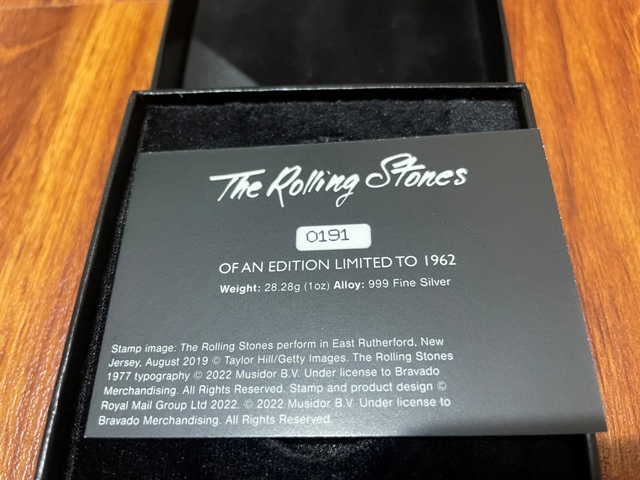 The Rolling Stones
0191
OF AN EDITION LIMITED TO 1962
Weight: 28.28g (1oz) Alloy: 999 Fine Silver
Stamp image: The Rolling Stones perform in East Rutherford, New
Jersey, August 2019 © Taylor Hill/Getty Images. The Rolling Stones
1977 typography © 2022 Musidor B.V. Under license to Bravado
Merchandising. All Rights Reserved. Stamp and product design ©
Royal Mail Group Ltd 2022. © 2022 Musidor B.V. Under license to
Bravado Merchandising. All Rights Reserved.